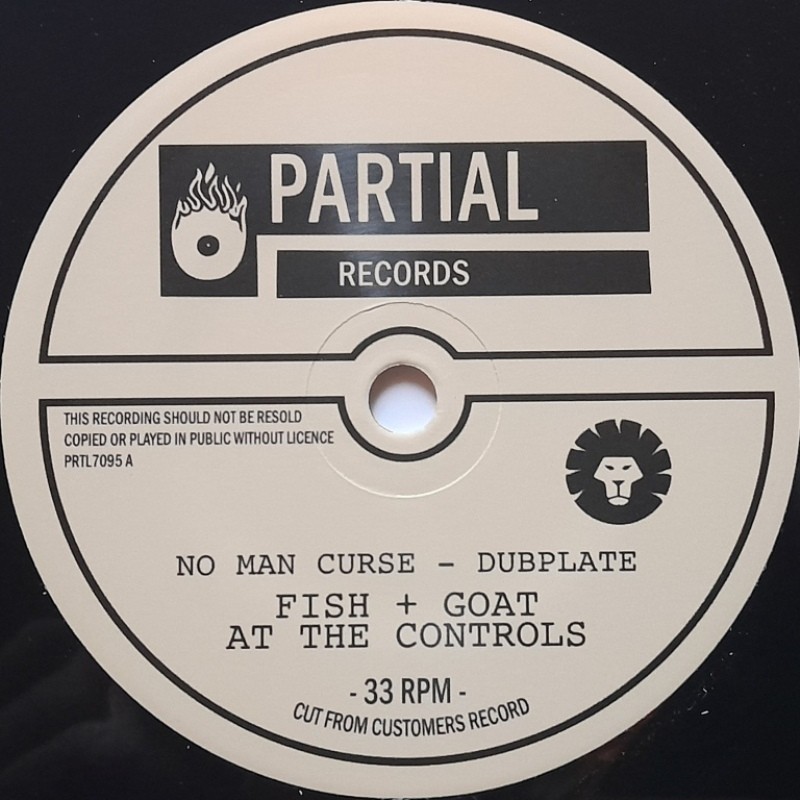 PARTIAL
RECORDS
THIS RECORDING SHOULD NOT BE RESOLD
COPIED OR PLAYED IN PUBLIC WITHOUT LICENCE
PRTL7095 A
NO MAN CURSE - DUBPLATE
FISH + GOAT
AT THE CONTROLS
- 33 RPM -
CUT FROM CUSTOMERS RECORD